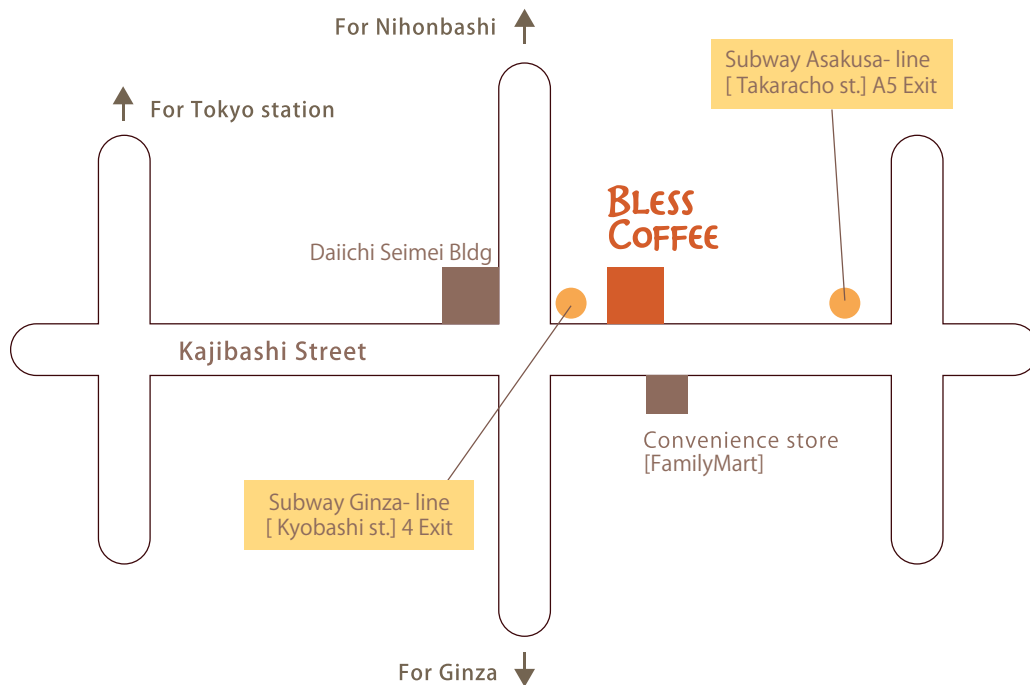 For Nihonbashi
Subway Asakusa- line
[ Takaracho st.] A5 Exit
For Tokyo station
BLESS
COFFEE
Daiichi Seimei Bldg
Kajibashi Street
Convenience store
[FamilyMart]
Subway Ginza- line
[ Kyobashi st.] 4 Exit
For Ginza